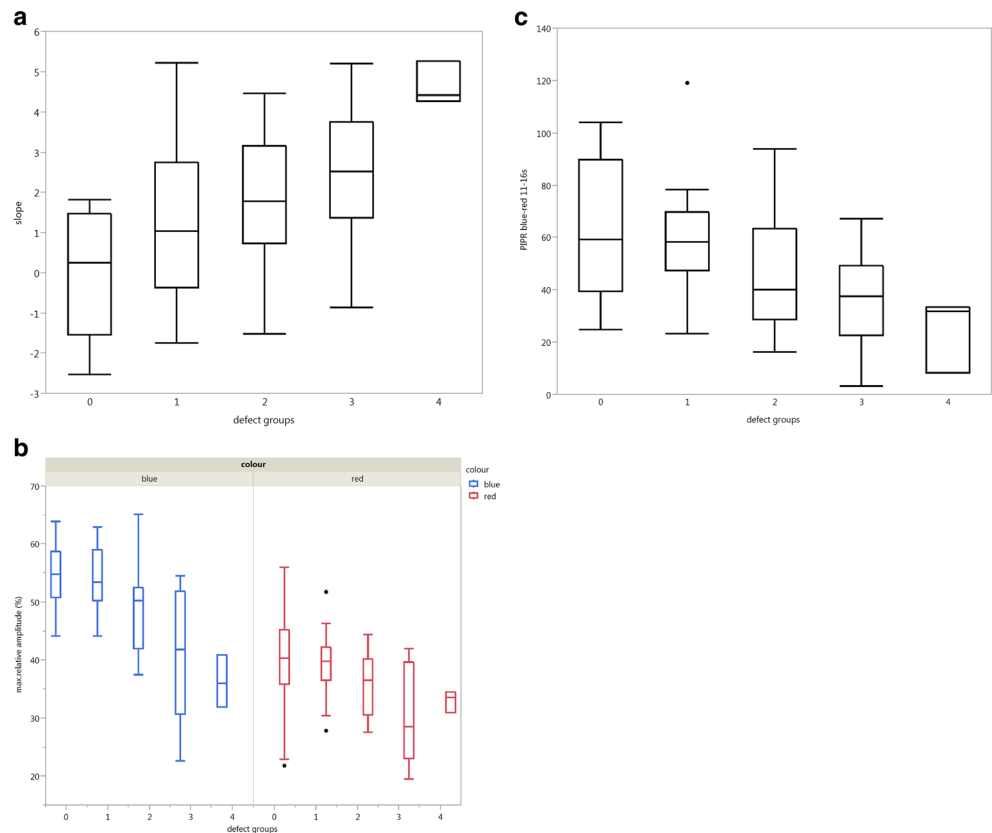 a
6
5
4
3
2
1
0
-1
-2
-3
slope
0 1 2 3 4
defect groups
c
140
120
100
80
60
40
20
0
PIPR blue-red 11-16s
0 1 2 3 4
defect groups
b
colour
blue red
colour
blue
red
70
60
50
40
30
20
max.relative amplitude (%)
0 1 2 3 4 0 1 2 3 4
defect groups